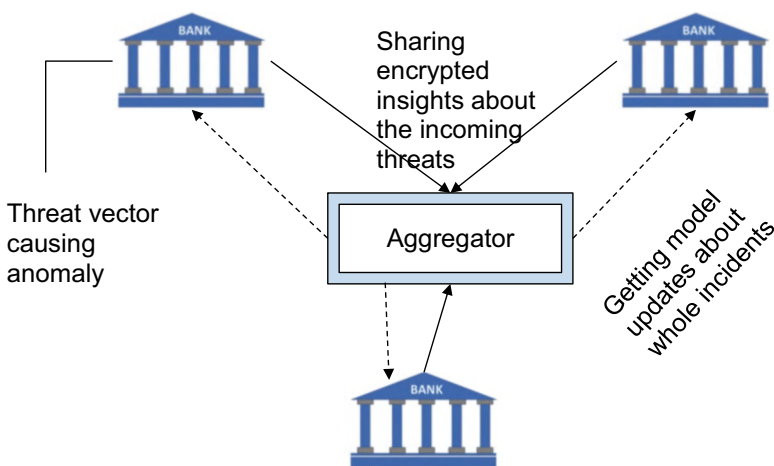 BANK
BANK
Sharing
encrypted
insights about
the incoming
threats
Threat vector
causing
anomaly
Aggregator
Getting model
updates about
whole incidents
BANK